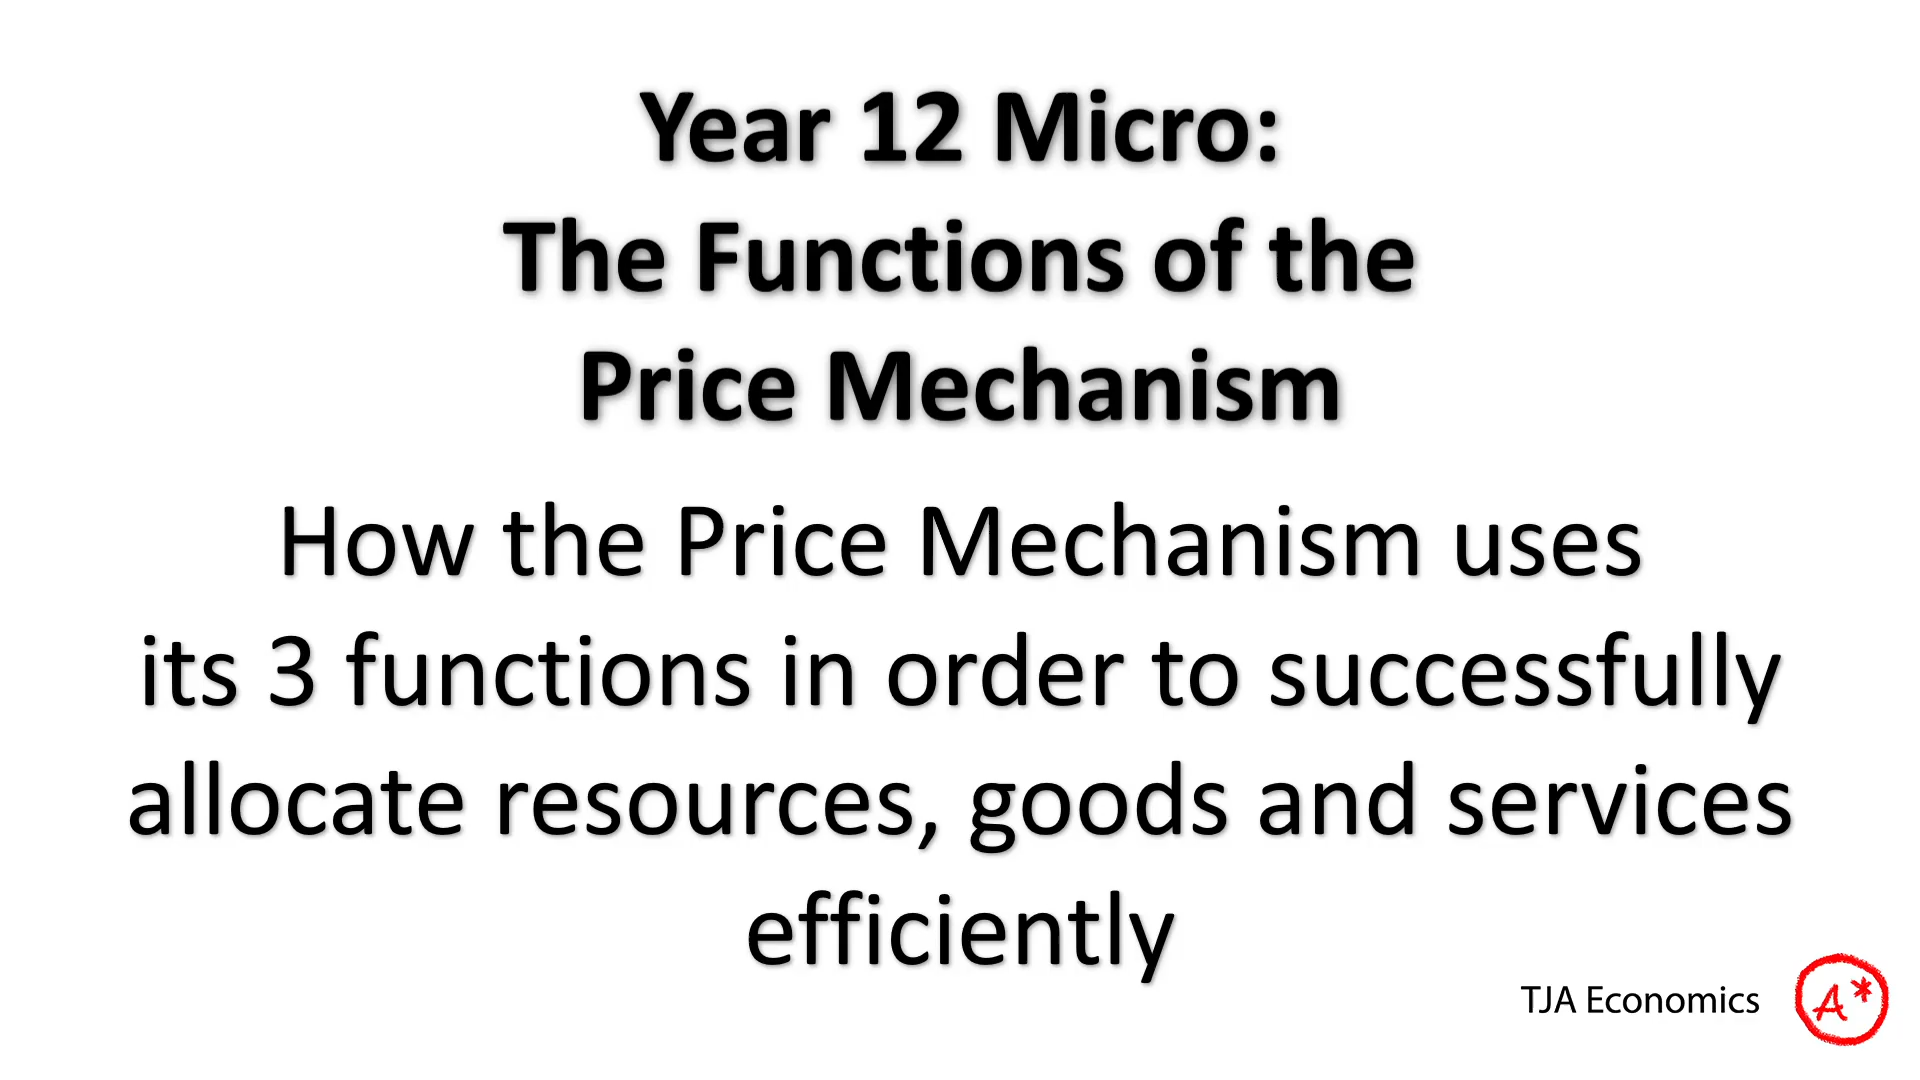 Year 12 Micro:
The Functions of the
Price Mechanism
How the Price Mechanism uses
its 3 functions in order to successfully
allocate resources, goods and services
efficiently
TJA Economics
A*